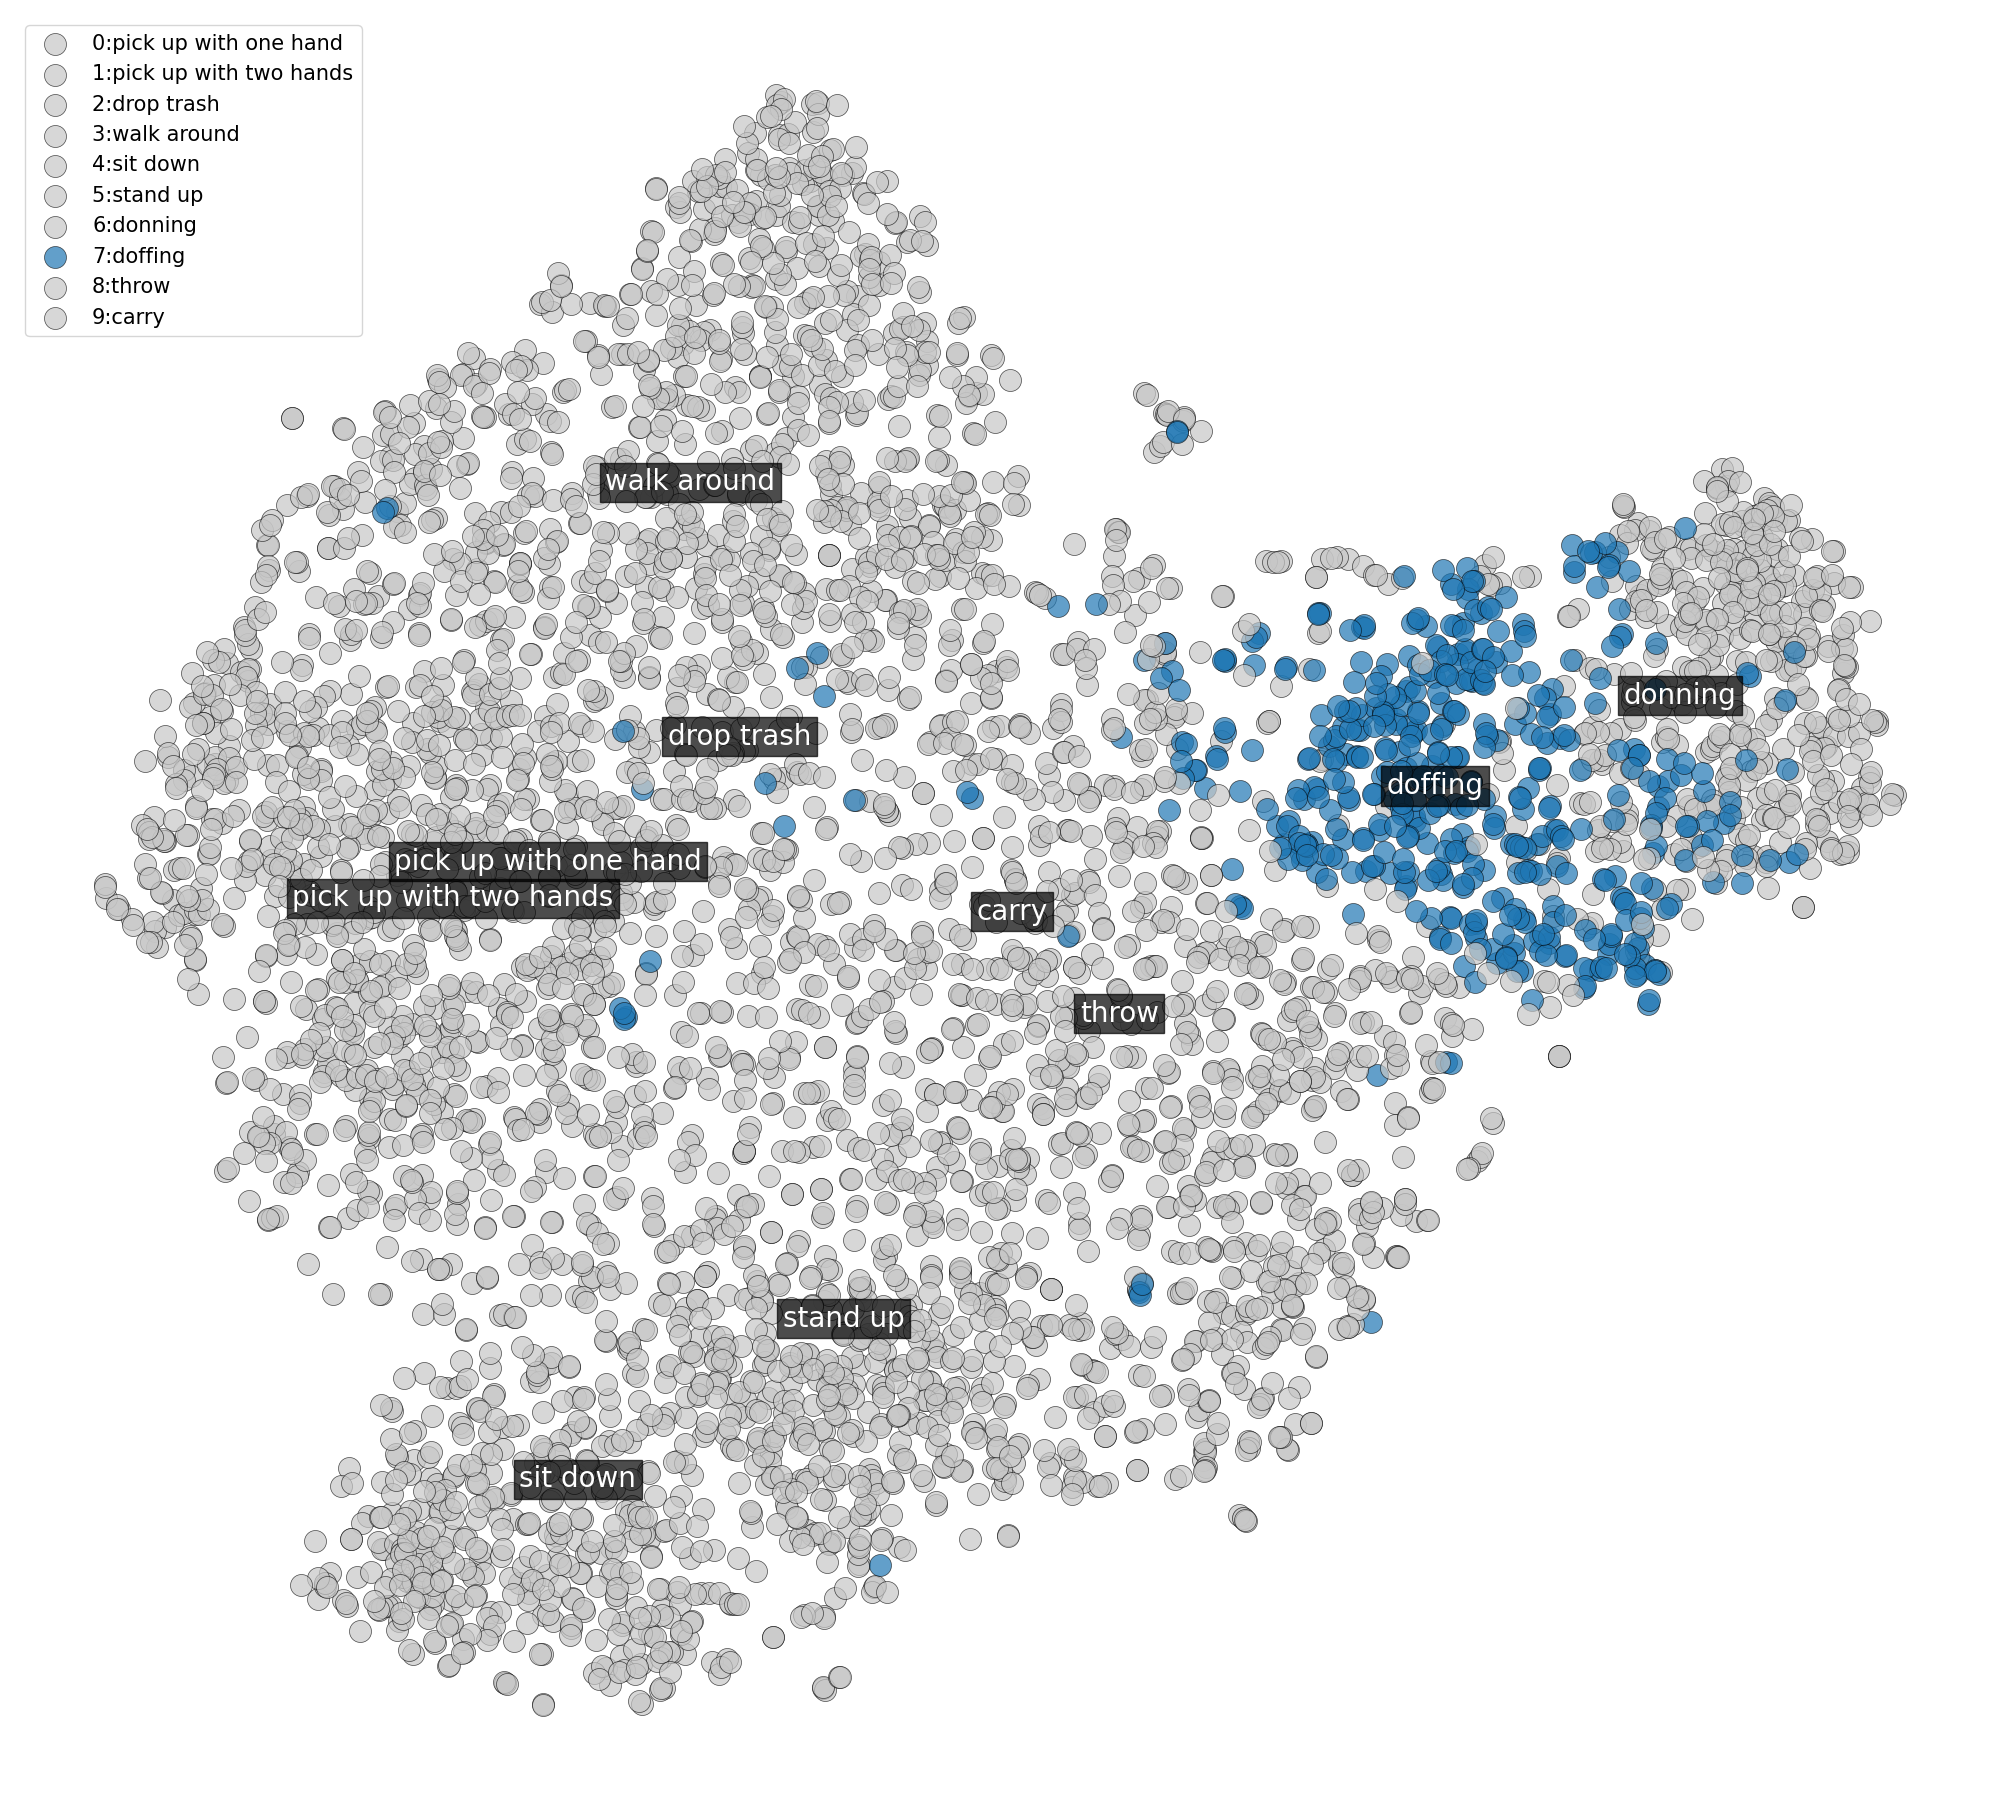 0:pick up with one hand
1:pick up with two hands
2:drop trash
3:walk around
4:sit down
5:stand up
6:donning
7:doffing
8:throw
9:carry
walk around
donning
drop trash
doffing
pick up with one hand
pick up with two hands
carry
throw
stand up
sit down